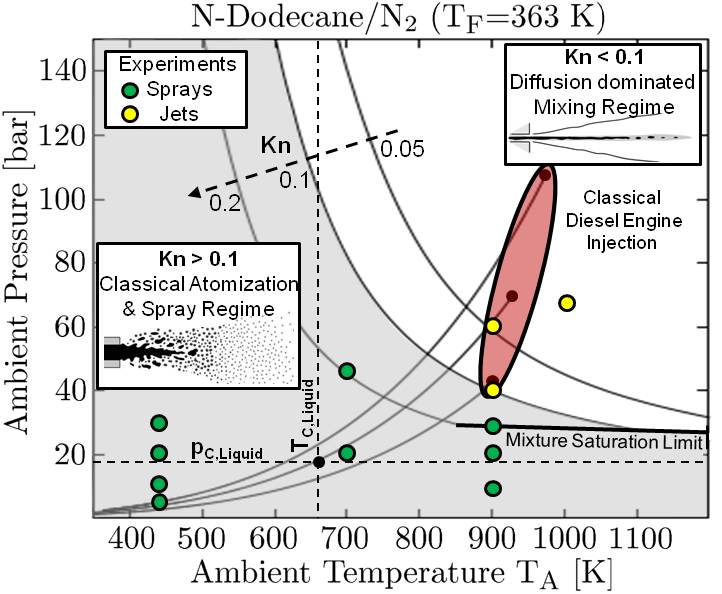 N-Dodecane/N2 (TF=363 K)
Ambient Pressure [bar]
140
120
100
80
60
40
20
Experiments
Sprays
Jets
Kn
0.05
0.1
0.2
Kn < 0.1
Diffusion dominated
Mixing Regime
Classical
Diesel Engine
Injection
Kn > 0.1
Classical Atomization
& Spray Regime
TC,Liquid
pC,Liquid
Mixture Saturation Limit
400 500 600 700 800 900 1000 1100
Ambient Temperature TA [K]